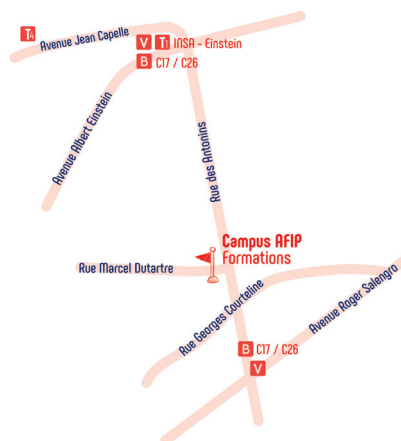 T4
Avenue Jean Capelle
V T1 INSA - Einstein
B C17 / C26
Avenue Albert Einstein
Rue des Antonins
Campus AFIP
Formations
Rue Marcel Dutartre
Rue Georges Courteline
Avenue Roger Salengro
B C17 / C26
V